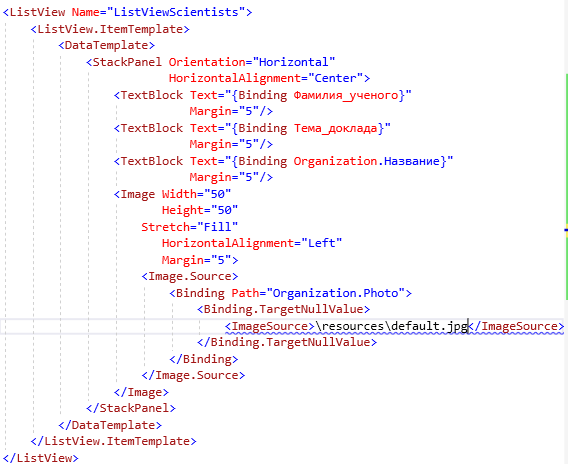 <ListView Name="ListViewScientists">
<ListView.ItemTemplate>
<DataTemplate>
<StackPanel Orientation="Horizontal"
HorizontalAlignment="Center">
<TextBlock Text="{Binding Фамилия_ученого}"
Margin="5"/>
<TextBlock Text="{Binding Тема_доклада}"
Margin="5"/>
<TextBlock Text="{Binding Organization.Название}"
Margin="5"/>
<Image Width="50"
Height="50"
Stretch="Fill"
HorizontalAlignment="Left"
Margin="5">
<Image.Source>
<Binding Path="Organization.Photo">
<Binding.TargetNullValue>
<ImageSource>\resources\default.jpg</ImageSource>
</Binding.TargetNullValue>
</Binding>
</Image.Source>
</Image>
</StackPanel>
</DataTemplate>
</ListView.ItemTemplate>
</ListView>